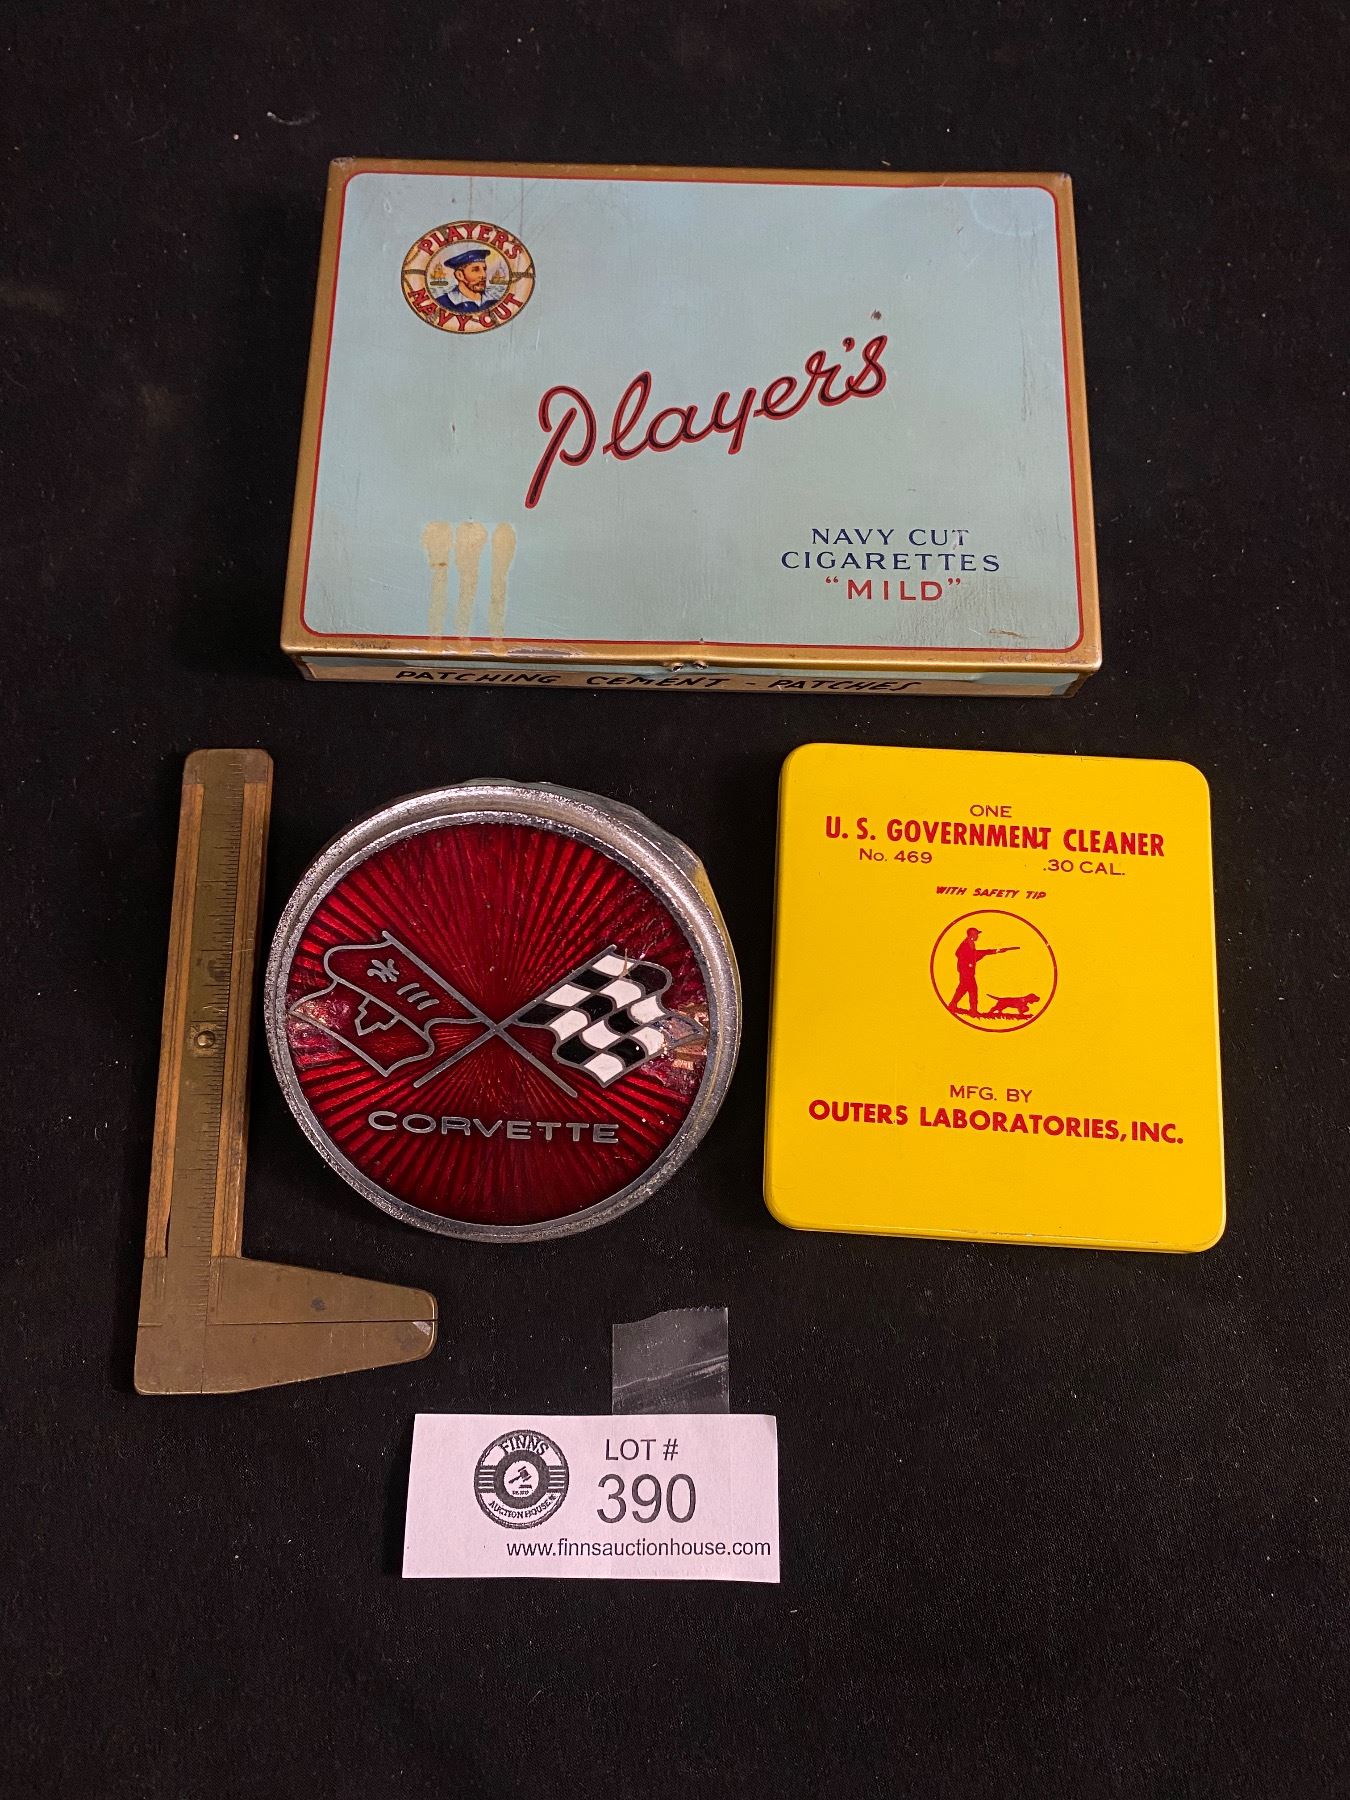 PLAYER'S
NAVY CUT
Player's
NAVY CUT
CIGARETTES
"MILD"
PATCHING CEMENT - PATCHES
ONE
U. S. GOVERNMENT CLEANER
No. 469 .30 CAL.
WITH SAFETY TIP
MFG. BY
OUTERS LABORATORIES, INC.
CORVETTE
FINNS
AUCTION HOUSE
LOT #
390
www.finnsauctionhouse.com